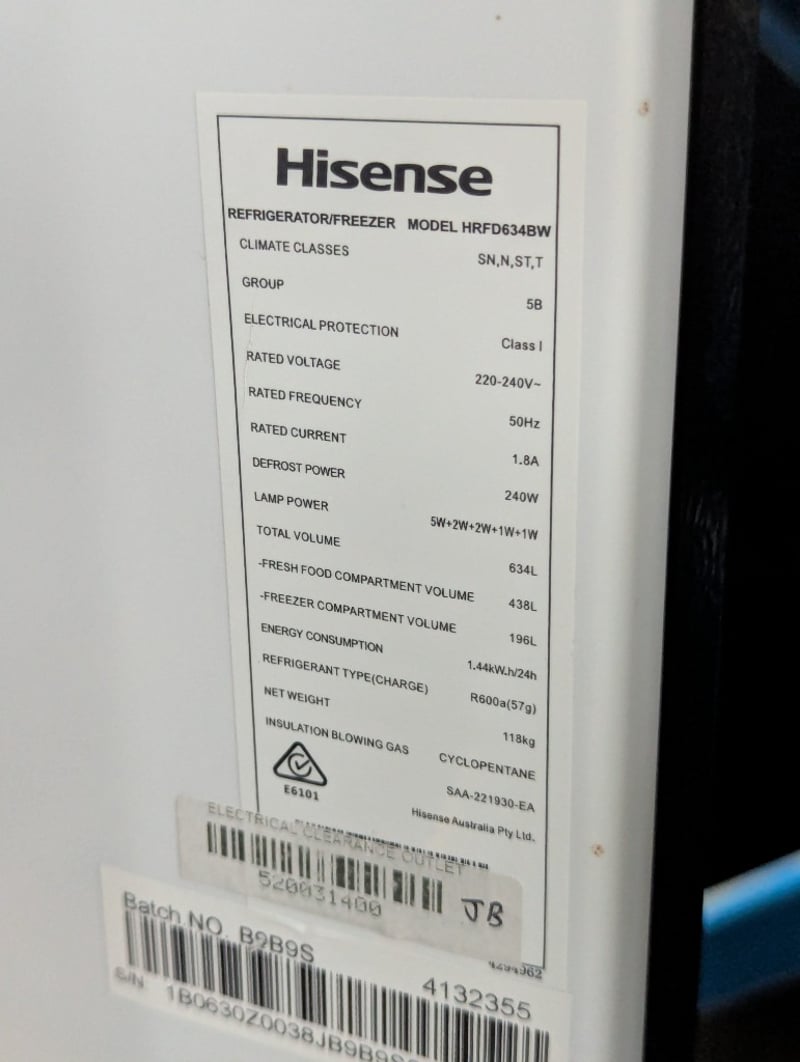 Hisense
REFRIGERATOR/FREEZER MODEL HRFD634BW
CLIMATE CLASSES SN,N,ST,T
GROUP 5B
ELECTRICAL PROTECTION Class I
RATED VOLTAGE 220-240V~
RATED FREQUENCY 50Hz
RATED CURRENT 1.8A
DEFROST POWER 240W
LAMP POWER 5W+2W+2W+1W+1W
TOTAL VOLUME 634L
-FRESH FOOD COMPARTMENT VOLUME 438L
-FREEZER COMPARTMENT VOLUME 196L
ENERGY CONSUMPTION 1.44kW.h/24h
REFRIGERANT TYPE(CHARGE) R600a(57g)
NET WEIGHT 118kg
INSULATION BLOWING GAS CYCLOPENTANE
SAA-221930-EA
E6101
Hisense Australia Pty Ltd.
ELECTRICAL CLEARANCE OUTLET
520031400
JB
Batch NO. B9B9S
4132355
S/N 1B0630Z0038JB9B9S